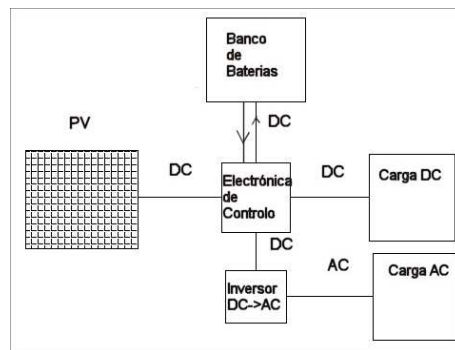 Banco
de
Baterias
PV
DC
DC
Electrónica
de
Controlo
DC
Carga DC
DC
AC
Inversor
DC->AC
Carga AC